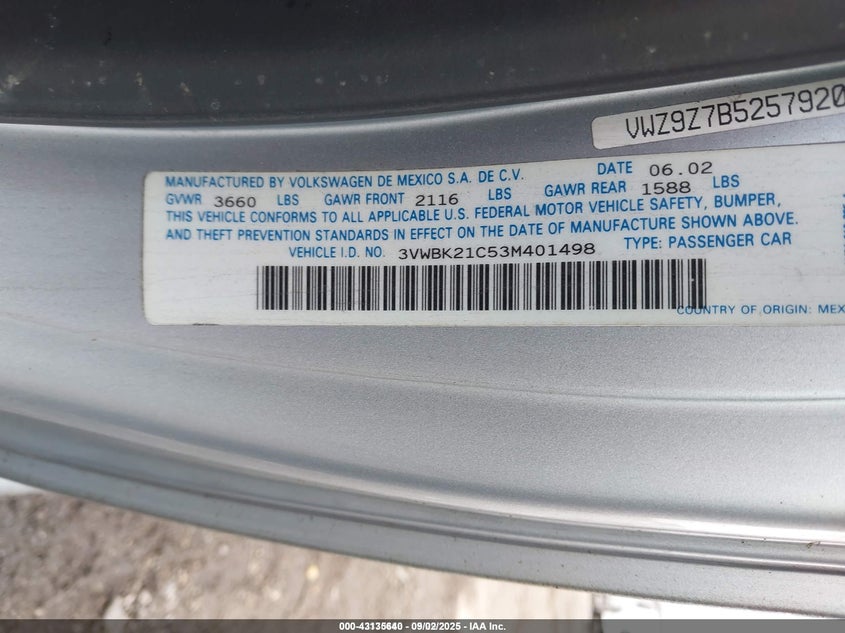 VWZ9Z7B5257920
MANUFACTURED BY VOLKSWAGEN DE MEXICO S.A. DE C.V. DATE 06.02
GVWR 3660 LBS GAWR FRONT 2116 LBS GAWR REAR 1588 LBS
THIS VEHICLE CONFORMS TO ALL APPLICABLE U.S. FEDERAL MOTOR VEHICLE SAFETY, BUMPER,
AND THEFT PREVENTION STANDARDS IN EFFECT ON THE DATE OF MANUFACTURE SHOWN ABOVE.
VEHICLE I.D. NO. 3VWBK21C53M401498 TYPE: PASSENGER CAR
COUNTRY OF ORIGIN: MEX
000-43135640 - 09/02/2025 - IAA Inc.